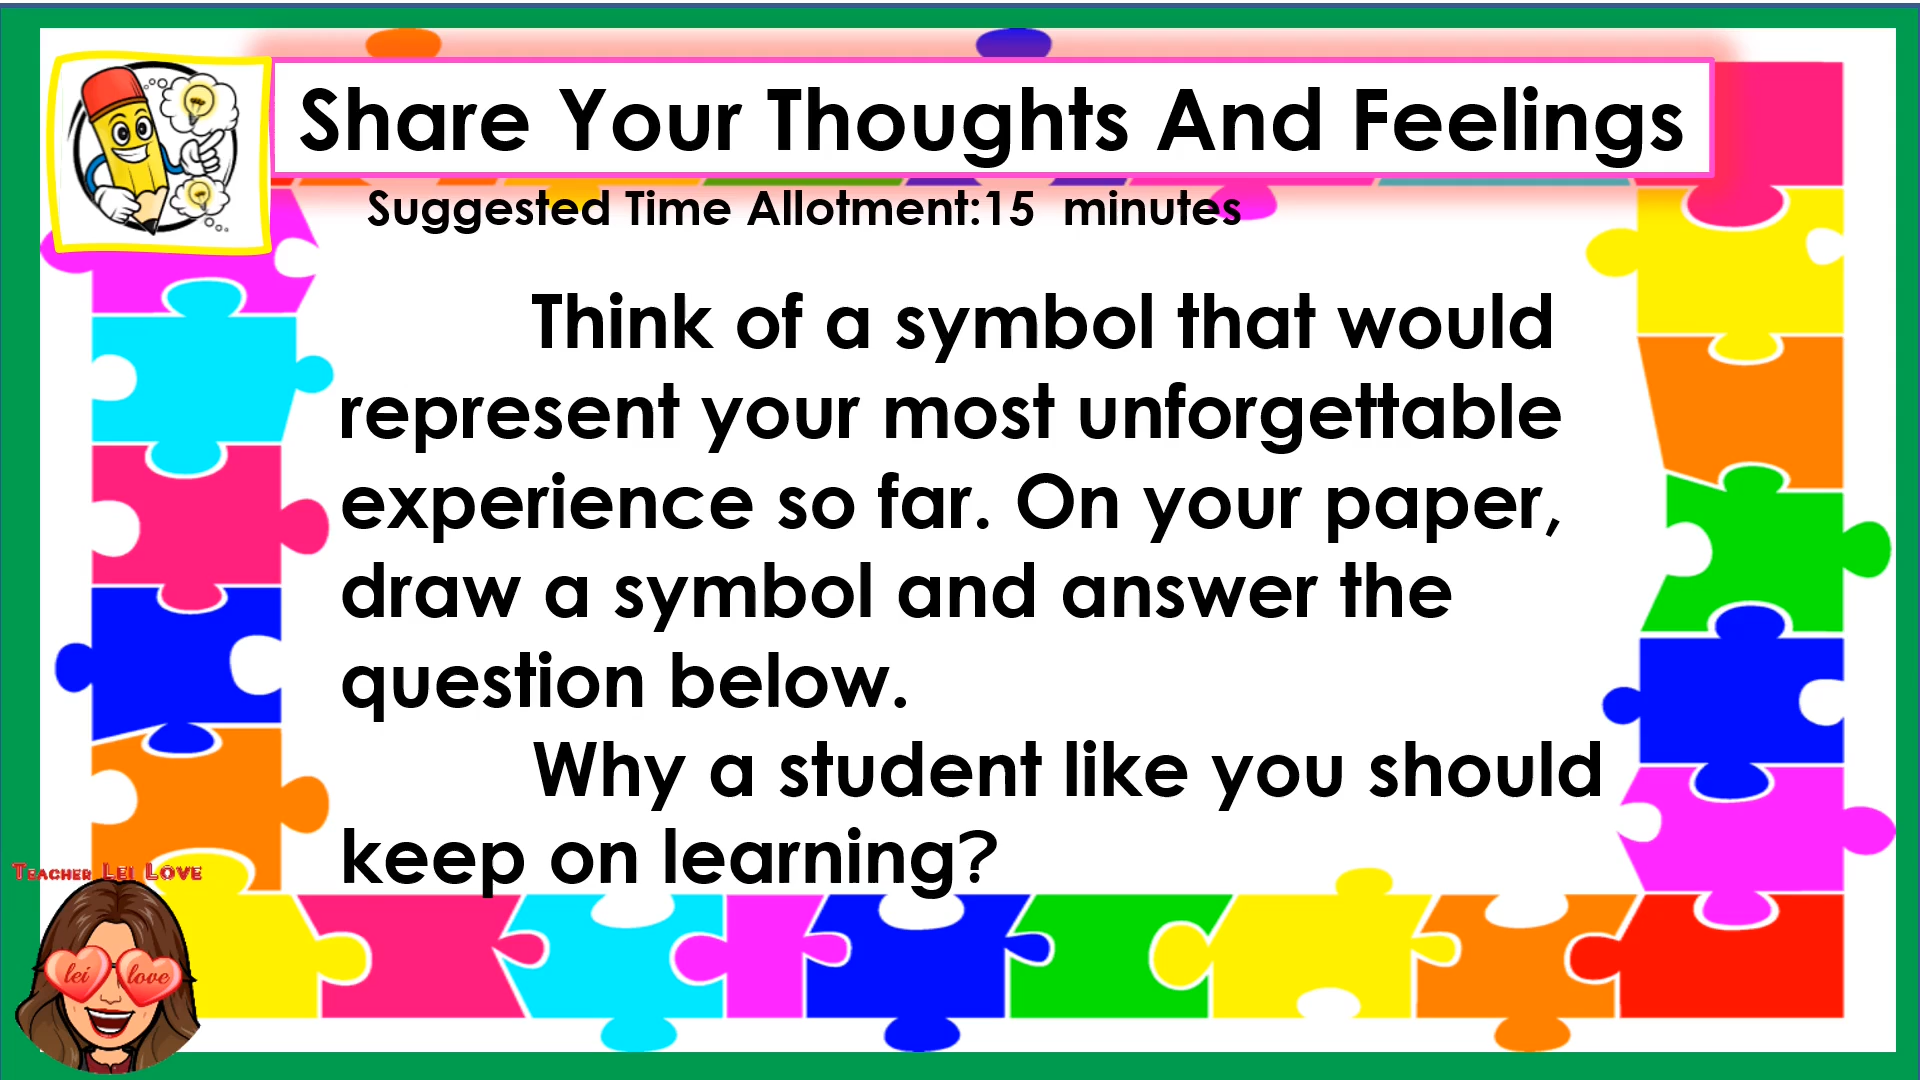 Share Your Thoughts And Feelings
Suggested Time Allotment:15 minutes
Think of a symbol that would
represent your most unforgettable
experience so far. On your paper,
draw a symbol and answer the
question below.
Why a student like you should
keep on learning?
Teacher Lei Love
lei love